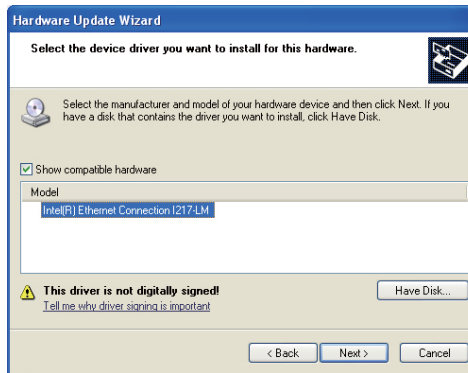 Hardware Update Wizard
Select the device driver you want to install for this hardware.
Select the manufacturer and model of your hardware device and then click Next. If you
have a disk that contains the driver you want to install, click Have Disk.
Show compatible hardware
Model
Intel(R) Ethernet Connection I217-LM
This driver is not digitally signed!
Have Disk...
Tell me why driver signing is important
< Back
Next >
Cancel